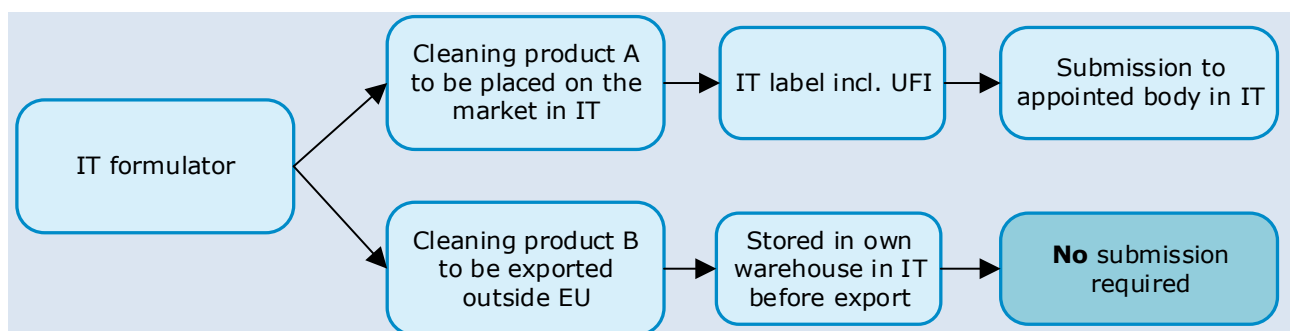 IT formulator
Cleaning product A
to be placed on the
market in IT
IT label incl. UFI
Submission to
appointed body in IT
Cleaning product B
to be exported
outside EU
Stored in own
warehouse in IT
before export
No submission
required